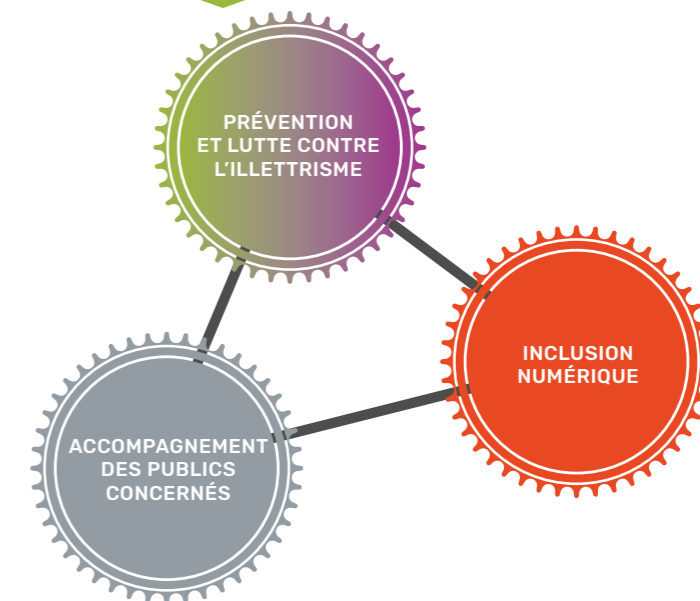 PRÉVENTION
ET LUTTE CONTRE
L'ILLETTRISME
INCLUSION
NUMÉRIQUE
ACCOMPAGNEMENT
DES PUBLICS
CONCERNÉS